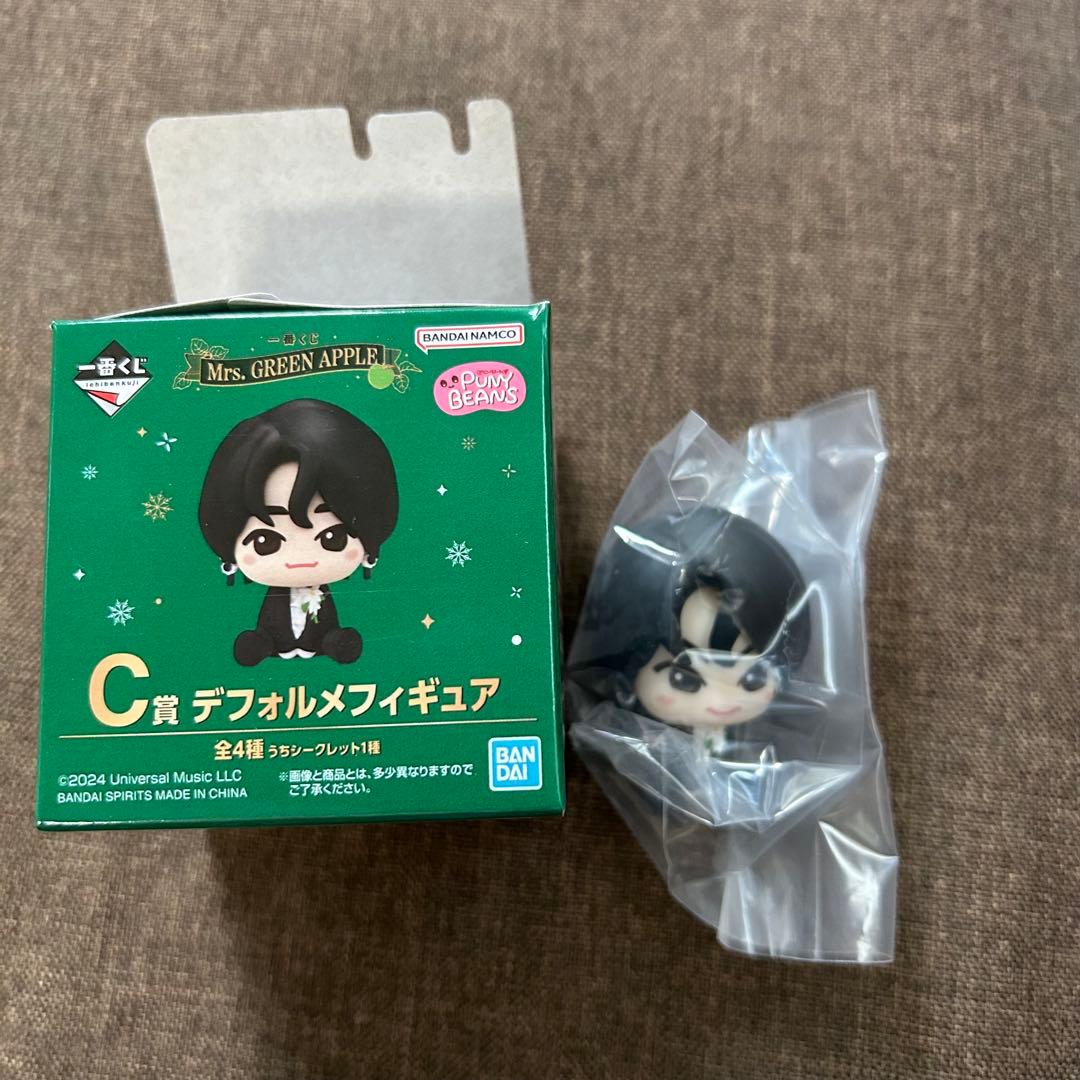 一番くじ
ichibankuji
一番くじ
Mrs. GREEN APPLE
BANDAI NAMCO
PUNY
BEANS
C賞 デフォルメフィギュア
全4種 うちシークレット1種
©2024 Universal Music LLC
BANDAI SPIRITS MADE IN CHINA
※画像と商品とは、多少異なりますので
ご了承ください。
BAN
DAI